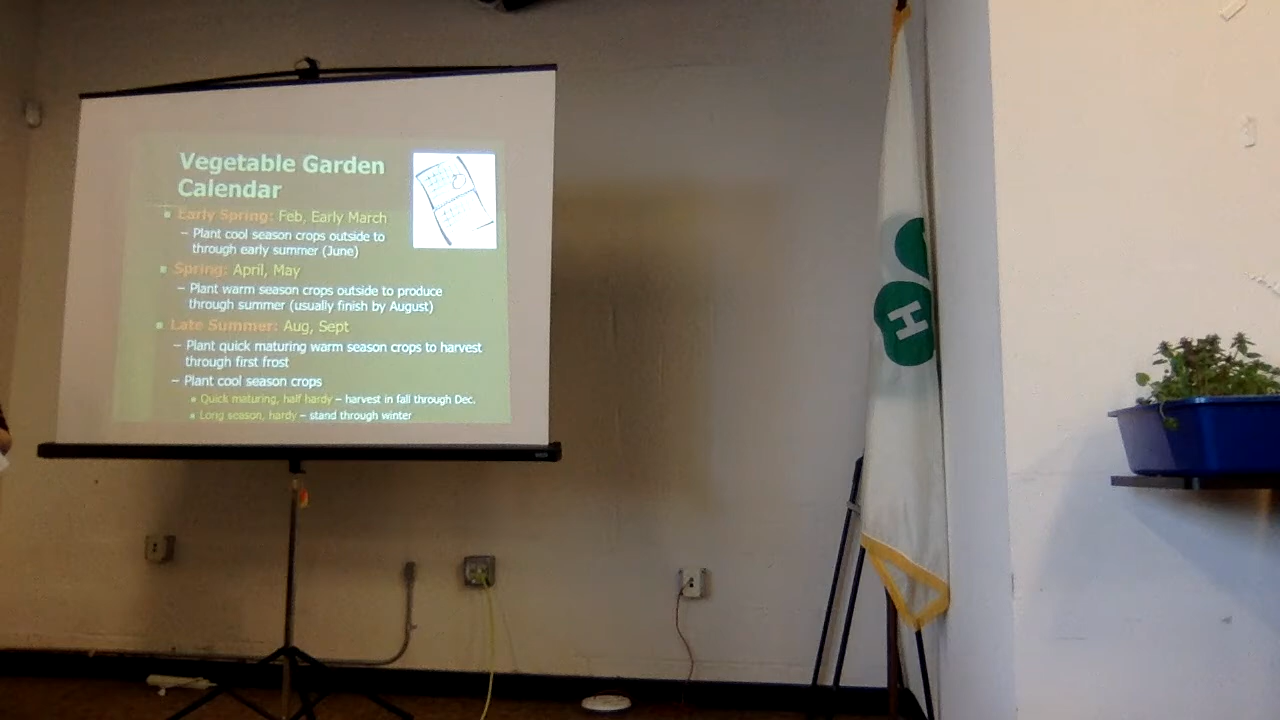 Vegetable Garden
Calendar
Early Spring: Feb, Early March
– Plant cool season crops outside to
through early summer (June)
Spring: April, May
– Plant warm season crops outside to produce
through summer (usually finish by August)
Late Summer: Aug, Sept
– Plant quick maturing warm season crops to harvest
through first frost
– Plant cool season crops
Quick maturing, half hardy – harvest in fall through Dec.
Long season, hardy – stand through winter
H